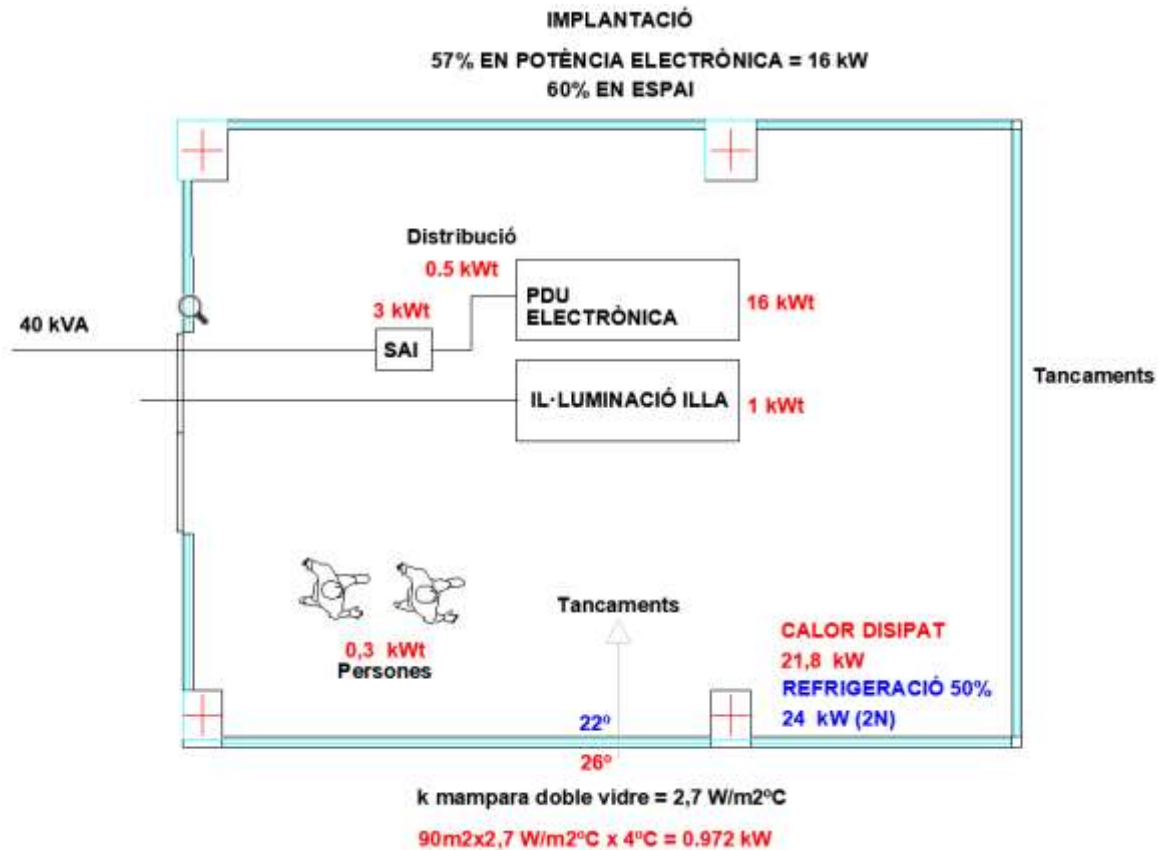 IMPLANTACIÓ
57% EN POTÈNCIA ELECTRÒNICA = 16 kW
60% EN ESPAI
Distribució
0.5 kWt
PDU
ELECTRÒNICA
16 kWt
3 kWt
40 kVA
SAI
Tancaments
IL·LUMINACIÓ ILLA
1 kWt
Tancaments
0,3 kWt
Persones
CALOR DISIPAT
21,8 kW
REFRIGERACIÓ 50%
24 kW (2N)
22º
26º
k mampara doble vidre = 2,7 W/m2ºC
90m2x2,7 W/m2ºC x 4ºC = 0.972 kW